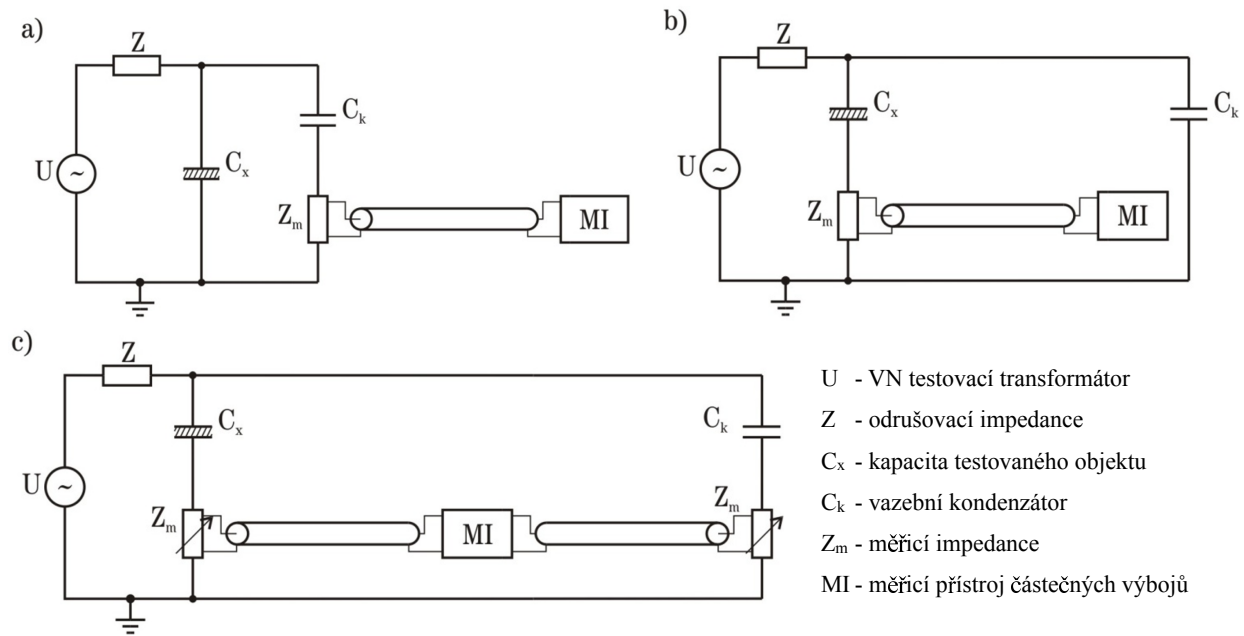 a)
Z
C_k
U
~
C_x
Z_m
MI
b)
Z
C_x
C_k
U
~
Z_m
MI
c)
Z
C_x
C_k
U
~
Z_m
MI
Z_m
U - VN testovací transformátor
Z - odrušovací impedance
C_x - kapacita testovaného objektu
C_k - vazební kondenzátor
Z_m - měřicí impedance
MI - měřicí přístroj částečných výbojů